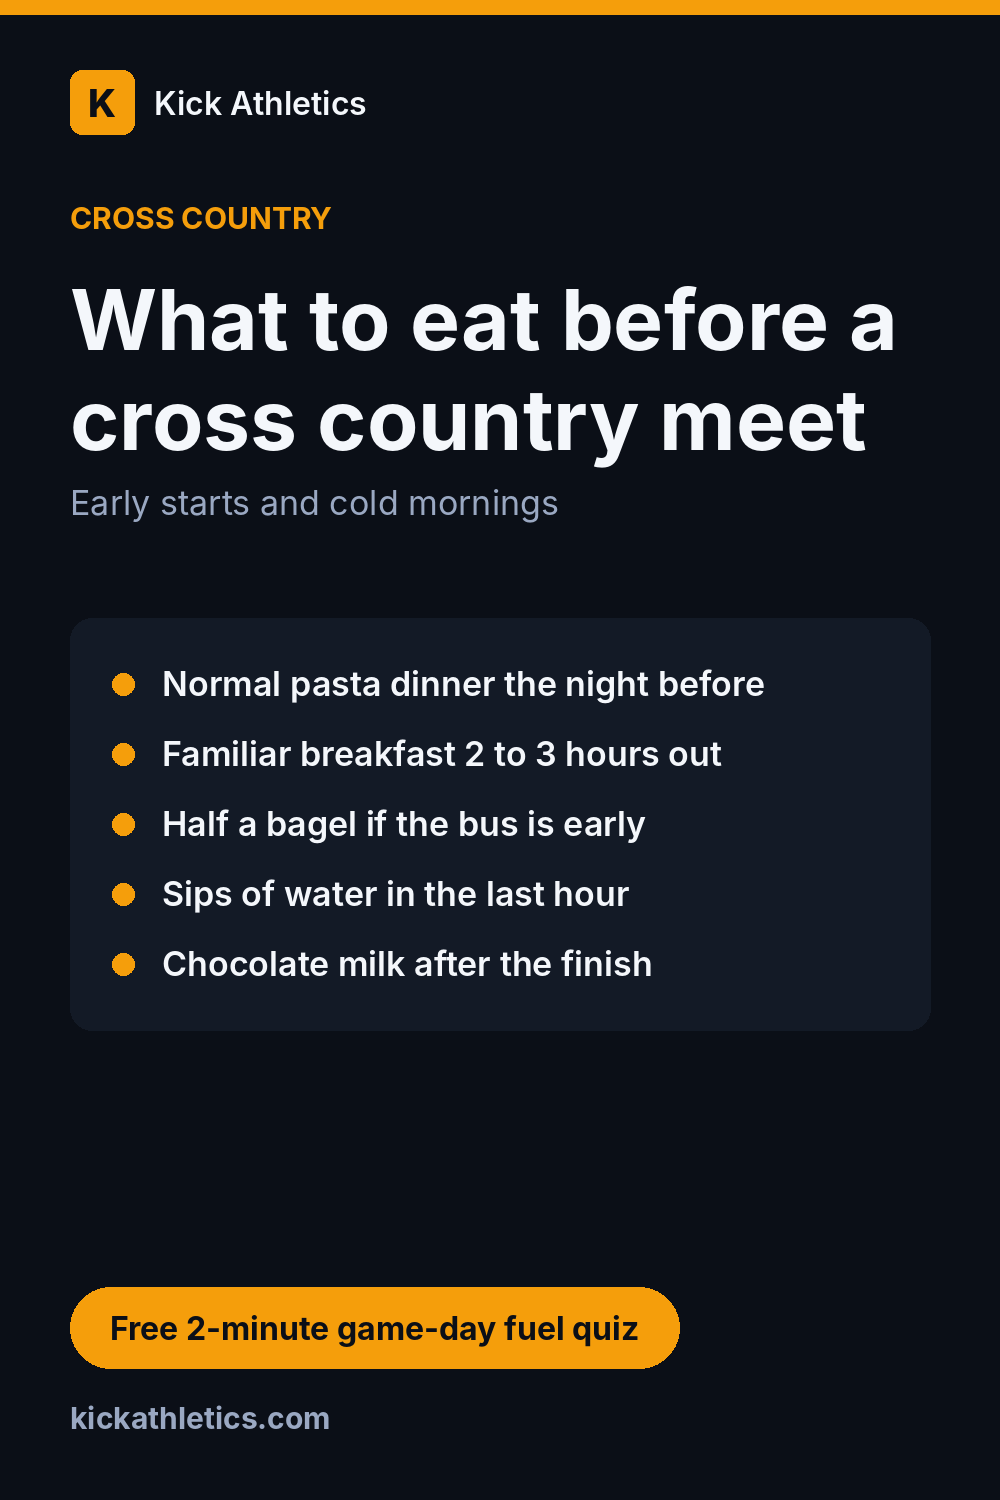 K
Kick Athletics
CROSS COUNTRY
What to eat before a
cross country meet
Early starts and cold mornings
Normal pasta dinner the night before
Familiar breakfast 2 to 3 hours out
Half a bagel if the bus is early
Sips of water in the last hour
Chocolate milk after the finish
Free 2-minute game-day fuel quiz
kickathletics.com